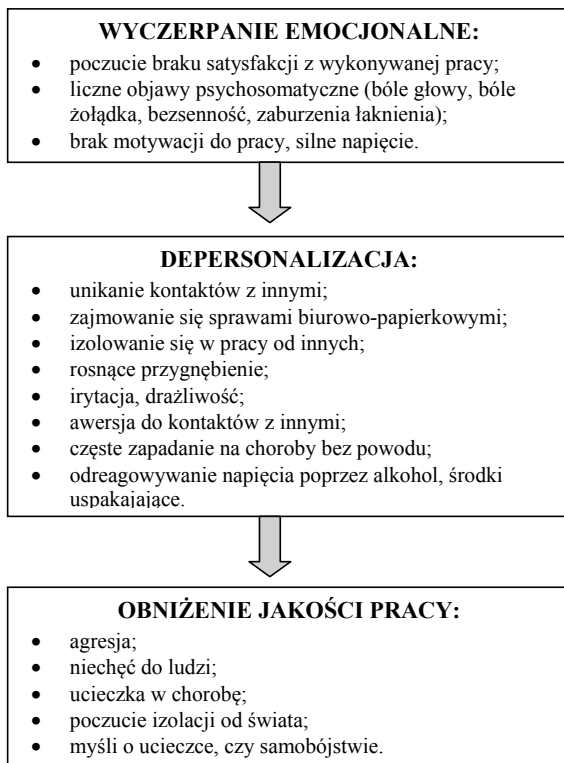 WYCZERPANIE EMOCJONALNE:
• poczucie braku satysfakcji z wykonywanej pracy;
• liczne objawy psychosomatyczne (bóle głowy, bóle
żołądka, bezsenność, zaburzenia łaknienia);
• brak motywacji do pracy, silne napięcie.
DEPERSONALIZACJA:
• unikanie kontaktów z innymi;
• zajmowanie się sprawami biurowo-papierkowymi;
• izolowanie się w pracy od innych;
• rosnące przygnębienie;
• irytacja, drażliwość;
• awersja do kontaktów z innymi;
• częste zapadanie na choroby bez powodu;
• odreagowywanie napięcia poprzez alkohol, środki
uspakajające.
OBNIŻENIE JAKOŚCI PRACY:
• agresja;
• niechęć do ludzi;
• ucieczka w chorobę;
• poczucie izolacji od świata;
• myśli o ucieczce, czy samobójstwie.